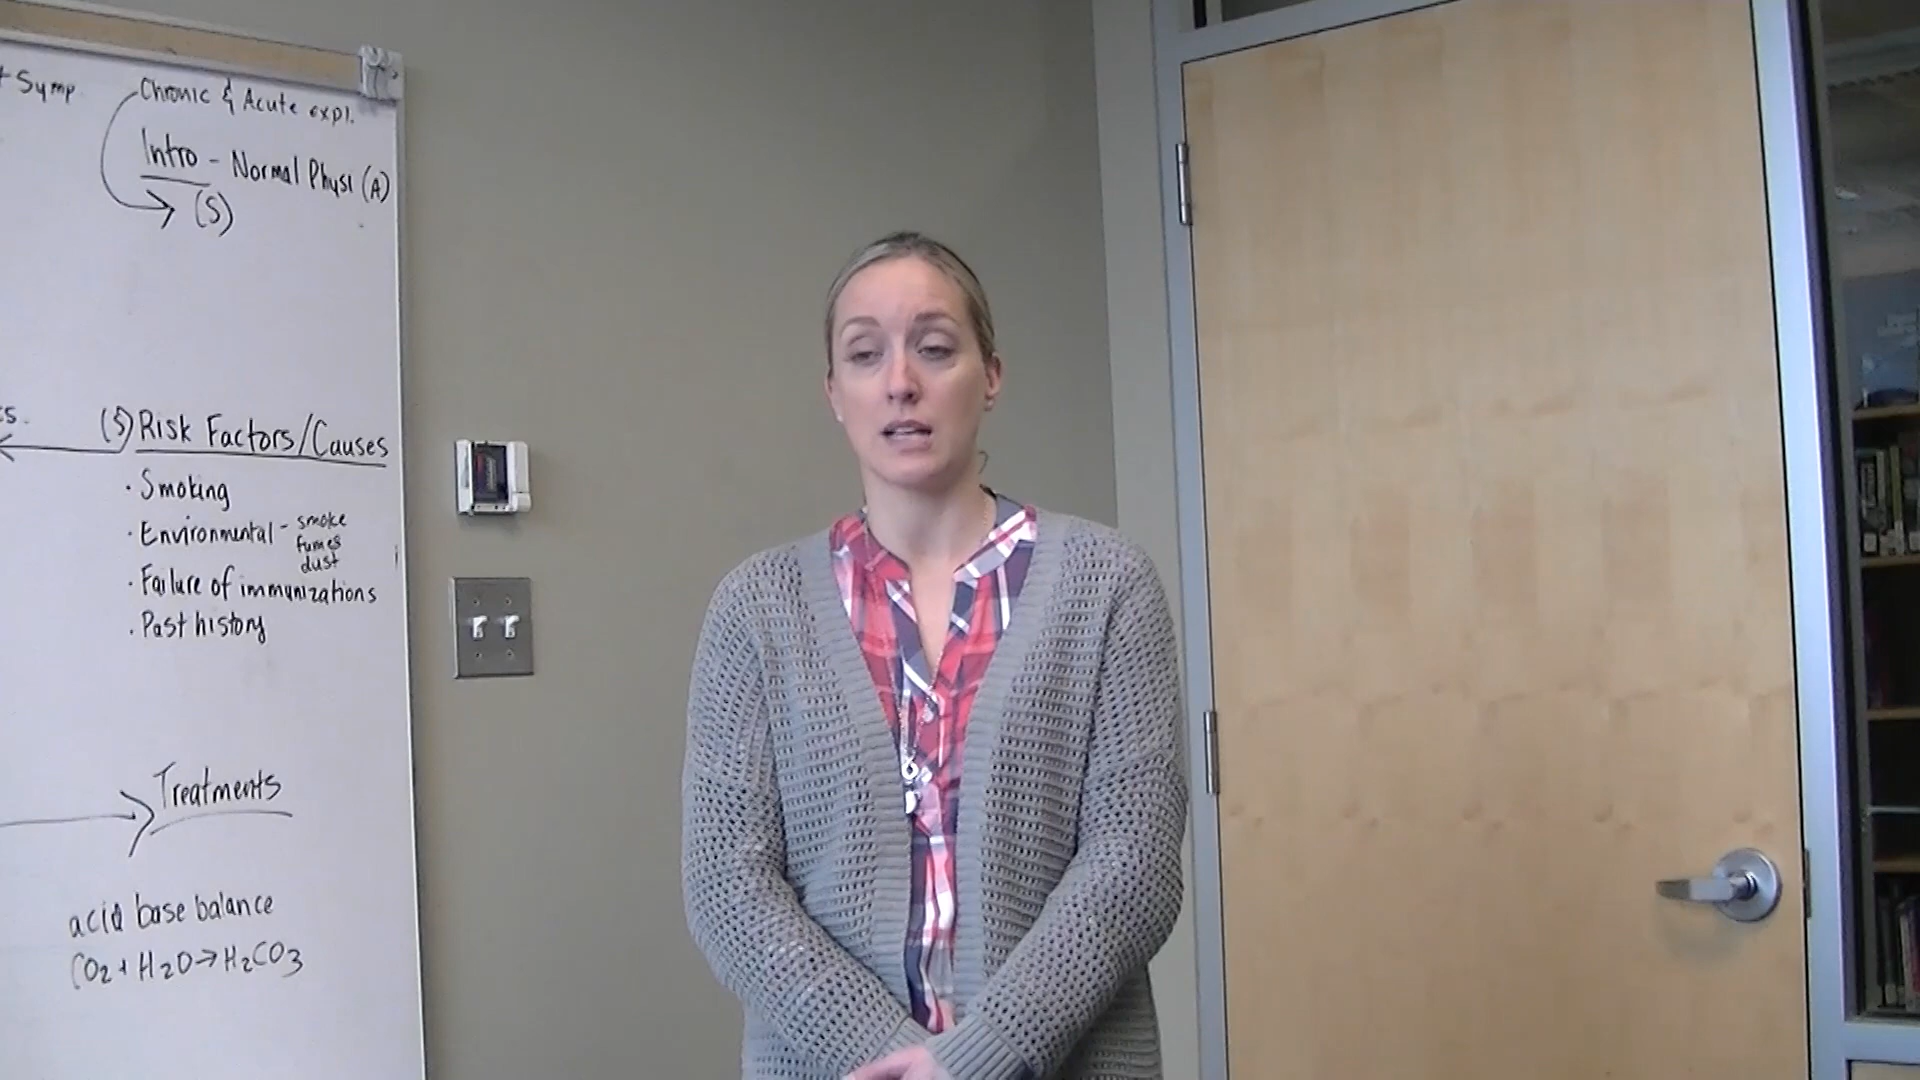 + Symp
Chronic & Acute expl.
Intro - Normal Physi (A)
(S)
(S) Risk Factors/Causes
· Smoking
· Environmental - smoke
fumes
dust
· Failure of immunizations
· Past history
Treatments
acid base balance
CO2 + H2O → H2CO3